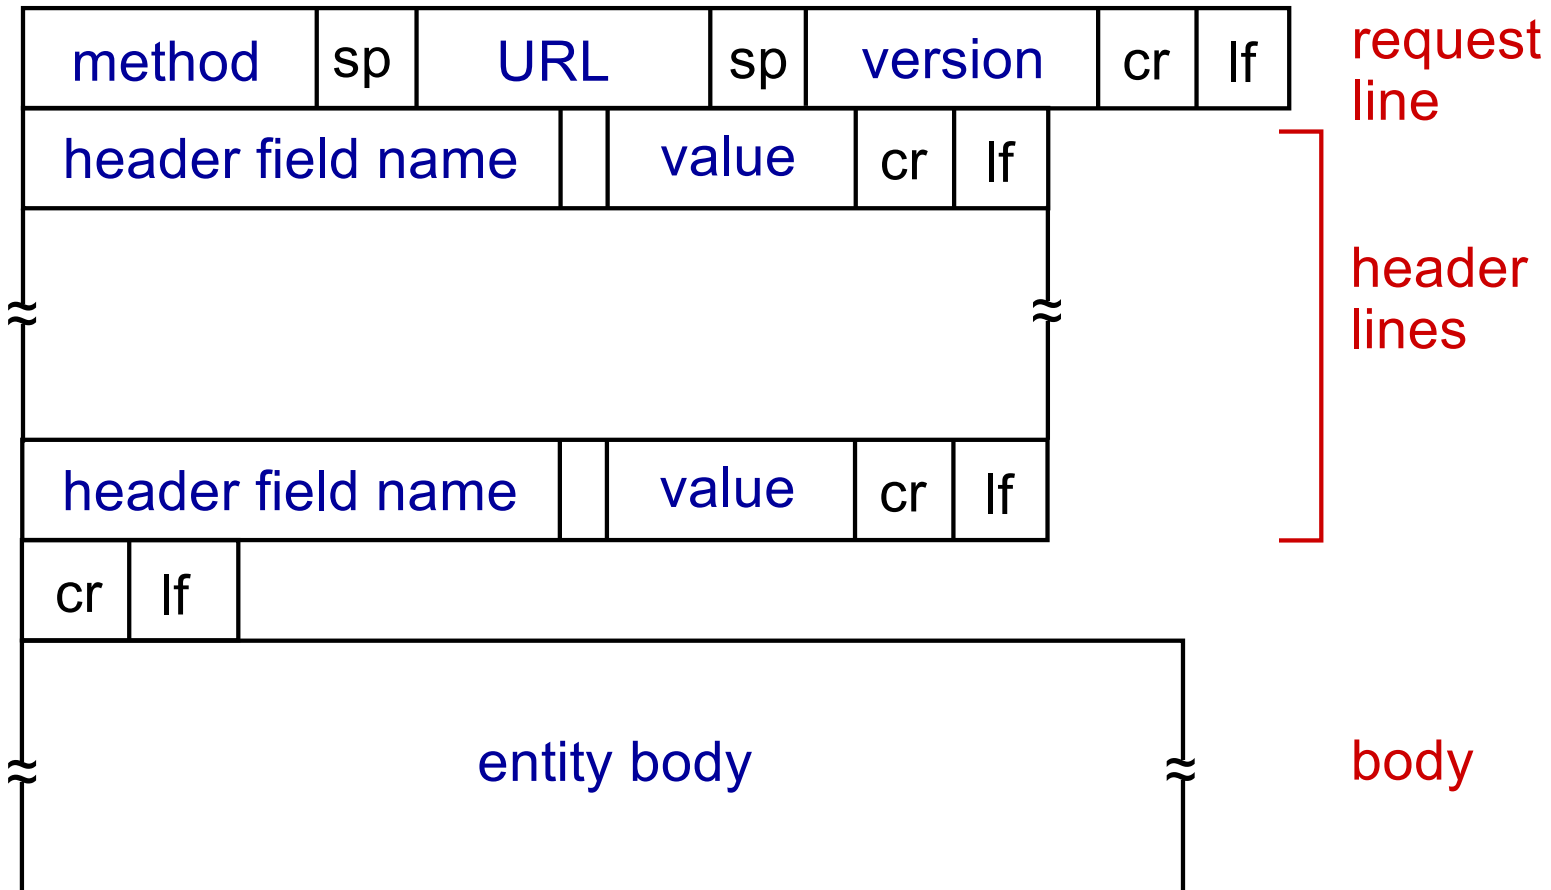 method sp URL sp version cr lf request
line
header field name value cr lf
header
lines
header field name value cr lf
cr lf
entity body body